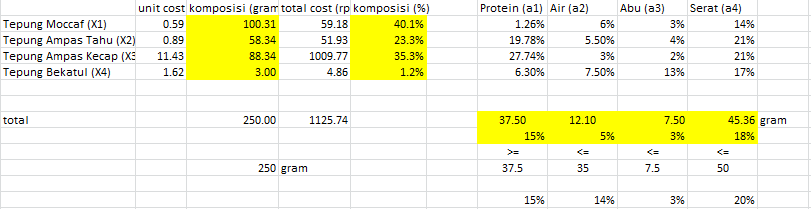 unit cost komposisi (gram total cost (rp komposisi (%) Protein (a1) Air (a2) Abu (a3) Serat (a4)
Tepung Moccaf (X1) 0.59 100.31 59.18 40.1% 1.26% 6% 3% 14%
Tepung Ampas Tahu (X2) 0.89 58.34 51.93 23.3% 19.78% 5.50% 4% 21%
Tepung Ampas Kecap (X3 11.43 88.34 1009.77 35.3% 27.74% 3% 2% 21%
Tepung Bekatul (X4) 1.62 3.00 4.86 1.2% 6.30% 7.50% 13% 17%
total 250.00 1125.74 37.50 12.10 7.50 45.36 gram
15% 5% 3% 18%
>= <= <= <=
250 gram 37.5 35 7.5 50
15% 14% 3% 20%